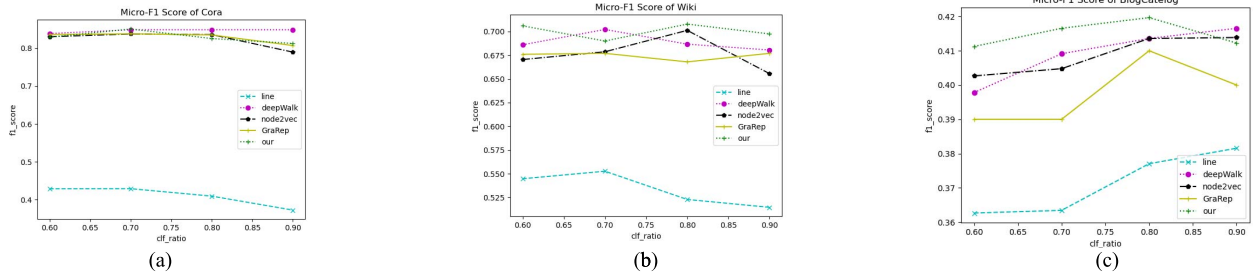 Micro-F1 Score of Cora
f1_score
0.8
0.7
0.6
0.5
0.4
line
deepWalk
node2vec
GraRep
our
0.60 0.65 0.70 0.75 0.80 0.85 0.90
clf_ratio
(a)
Micro-F1 Score of Wiki
f1_score
0.700
0.675
0.650
0.625
0.600
0.575
0.550
0.525
line
deepWalk
node2vec
GraRep
our
0.60 0.65 0.70 0.75 0.80 0.85 0.90
clf_ratio
(b)
Micro-F1 Score of BlogCatelog
f1_score
0.42
0.41
0.40
0.39
0.38
0.37
0.36
line
deepWalk
node2vec
GraRep
our
0.60 0.65 0.70 0.75 0.80 0.85 0.90
clf_ratio
(c)